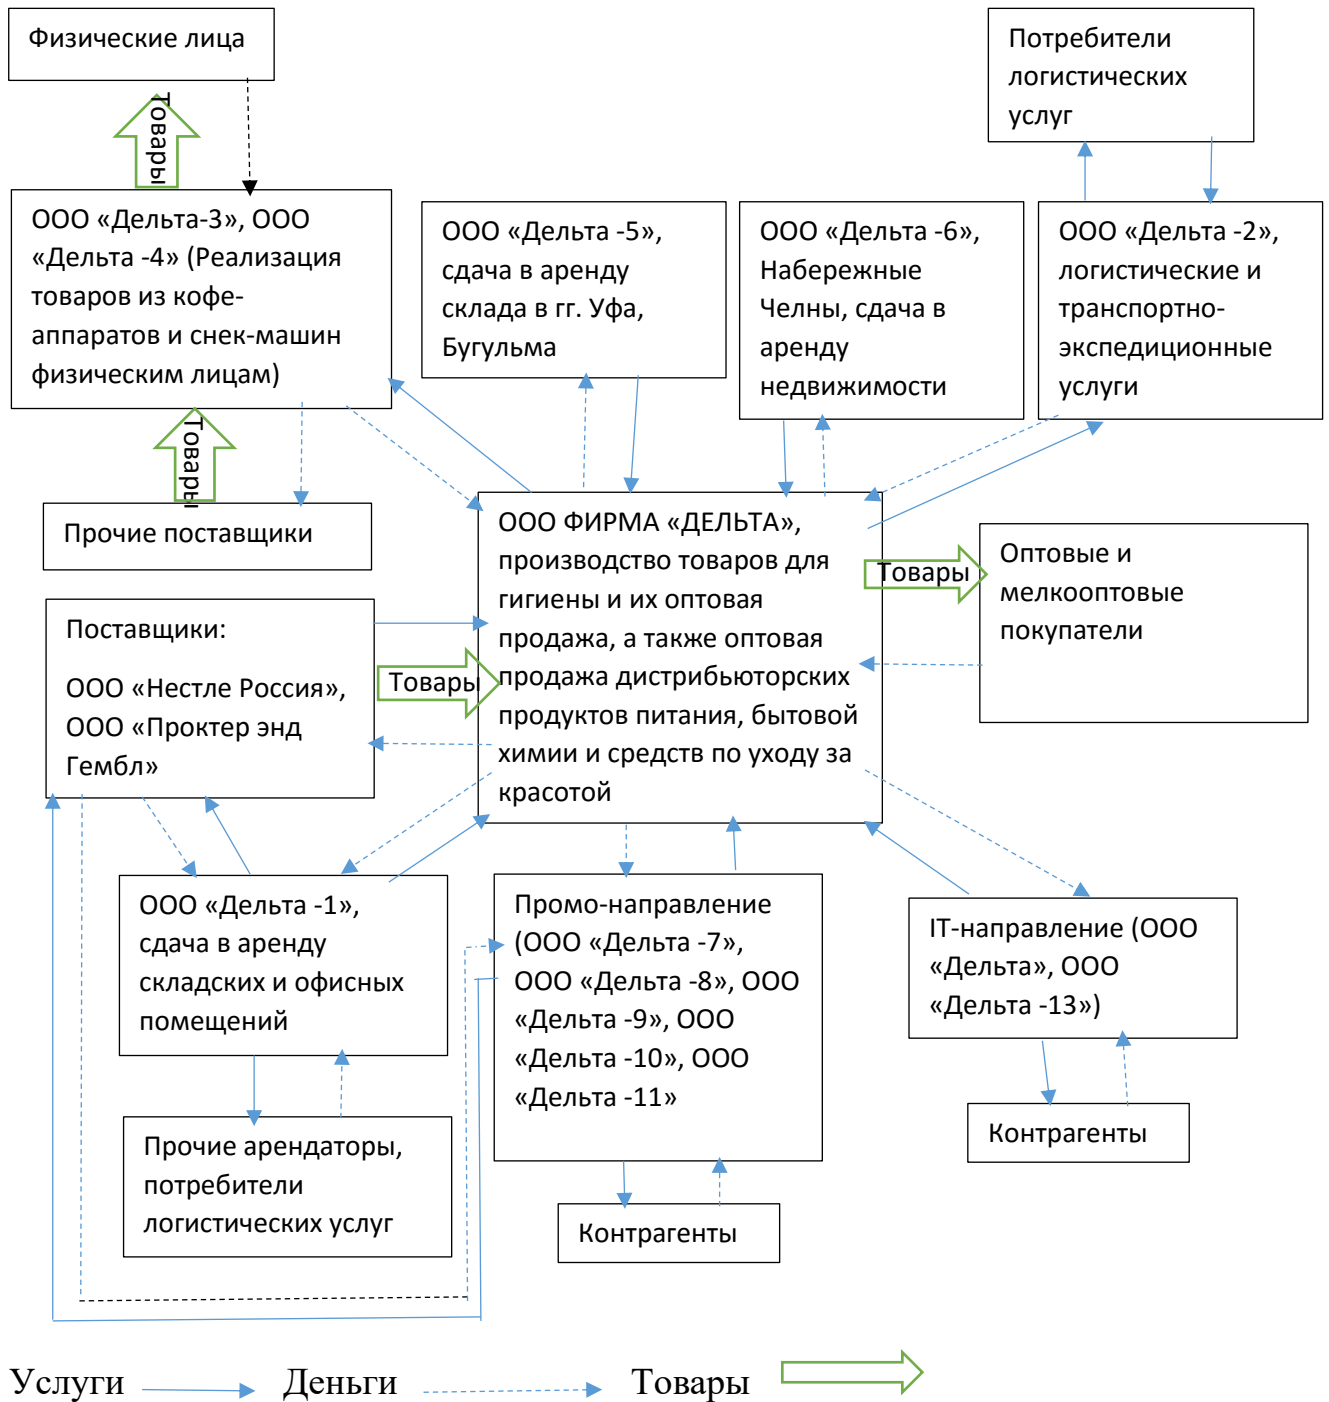 Физические лица
Потребители
логистических
услуг
Товары
ООО «Дельта-3», ООО
«Дельта -4» (Реализация
товаров из кофе-
аппаратов и снек-машин
физическим лицам)
ООО «Дельта -5»,
сдача в аренду
склада в гг. Уфа,
Бугульма
ООО «Дельта -6»,
Набережные
Челны, сдача в
аренду
недвижимости
ООО «Дельта -2»,
логистические и
транспортно-
экспедиционные
услуги
Товары
Прочие поставщики
ООО ФИРМА «ДЕЛЬТА»,
производство товаров для
гигиены и их оптовая
продажа, а также оптовая
продажа дистрибьюторских
продуктов питания, бытовой
химии и средств по уходу за
красотой
Товары
Оптовые и
мелкооптовые
покупатели
Поставщики:
ООО «Нестле Россия»,
ООО «Проктер энд
Гембл»
Товары
ООО «Дельта -1»,
сдача в аренду
складских и офисных
помещений
Промо-направление
(ООО «Дельта -7»,
ООО «Дельта -8», ООО
«Дельта -9», ООО
«Дельта -10», ООО
«Дельта -11»
IT-направление (ООО
«Дельта», ООО
«Дельта -13»)
Прочие арендаторы,
потребители
логистических услуг
Контрагенты
Контрагенты
Услуги Деньги Товары